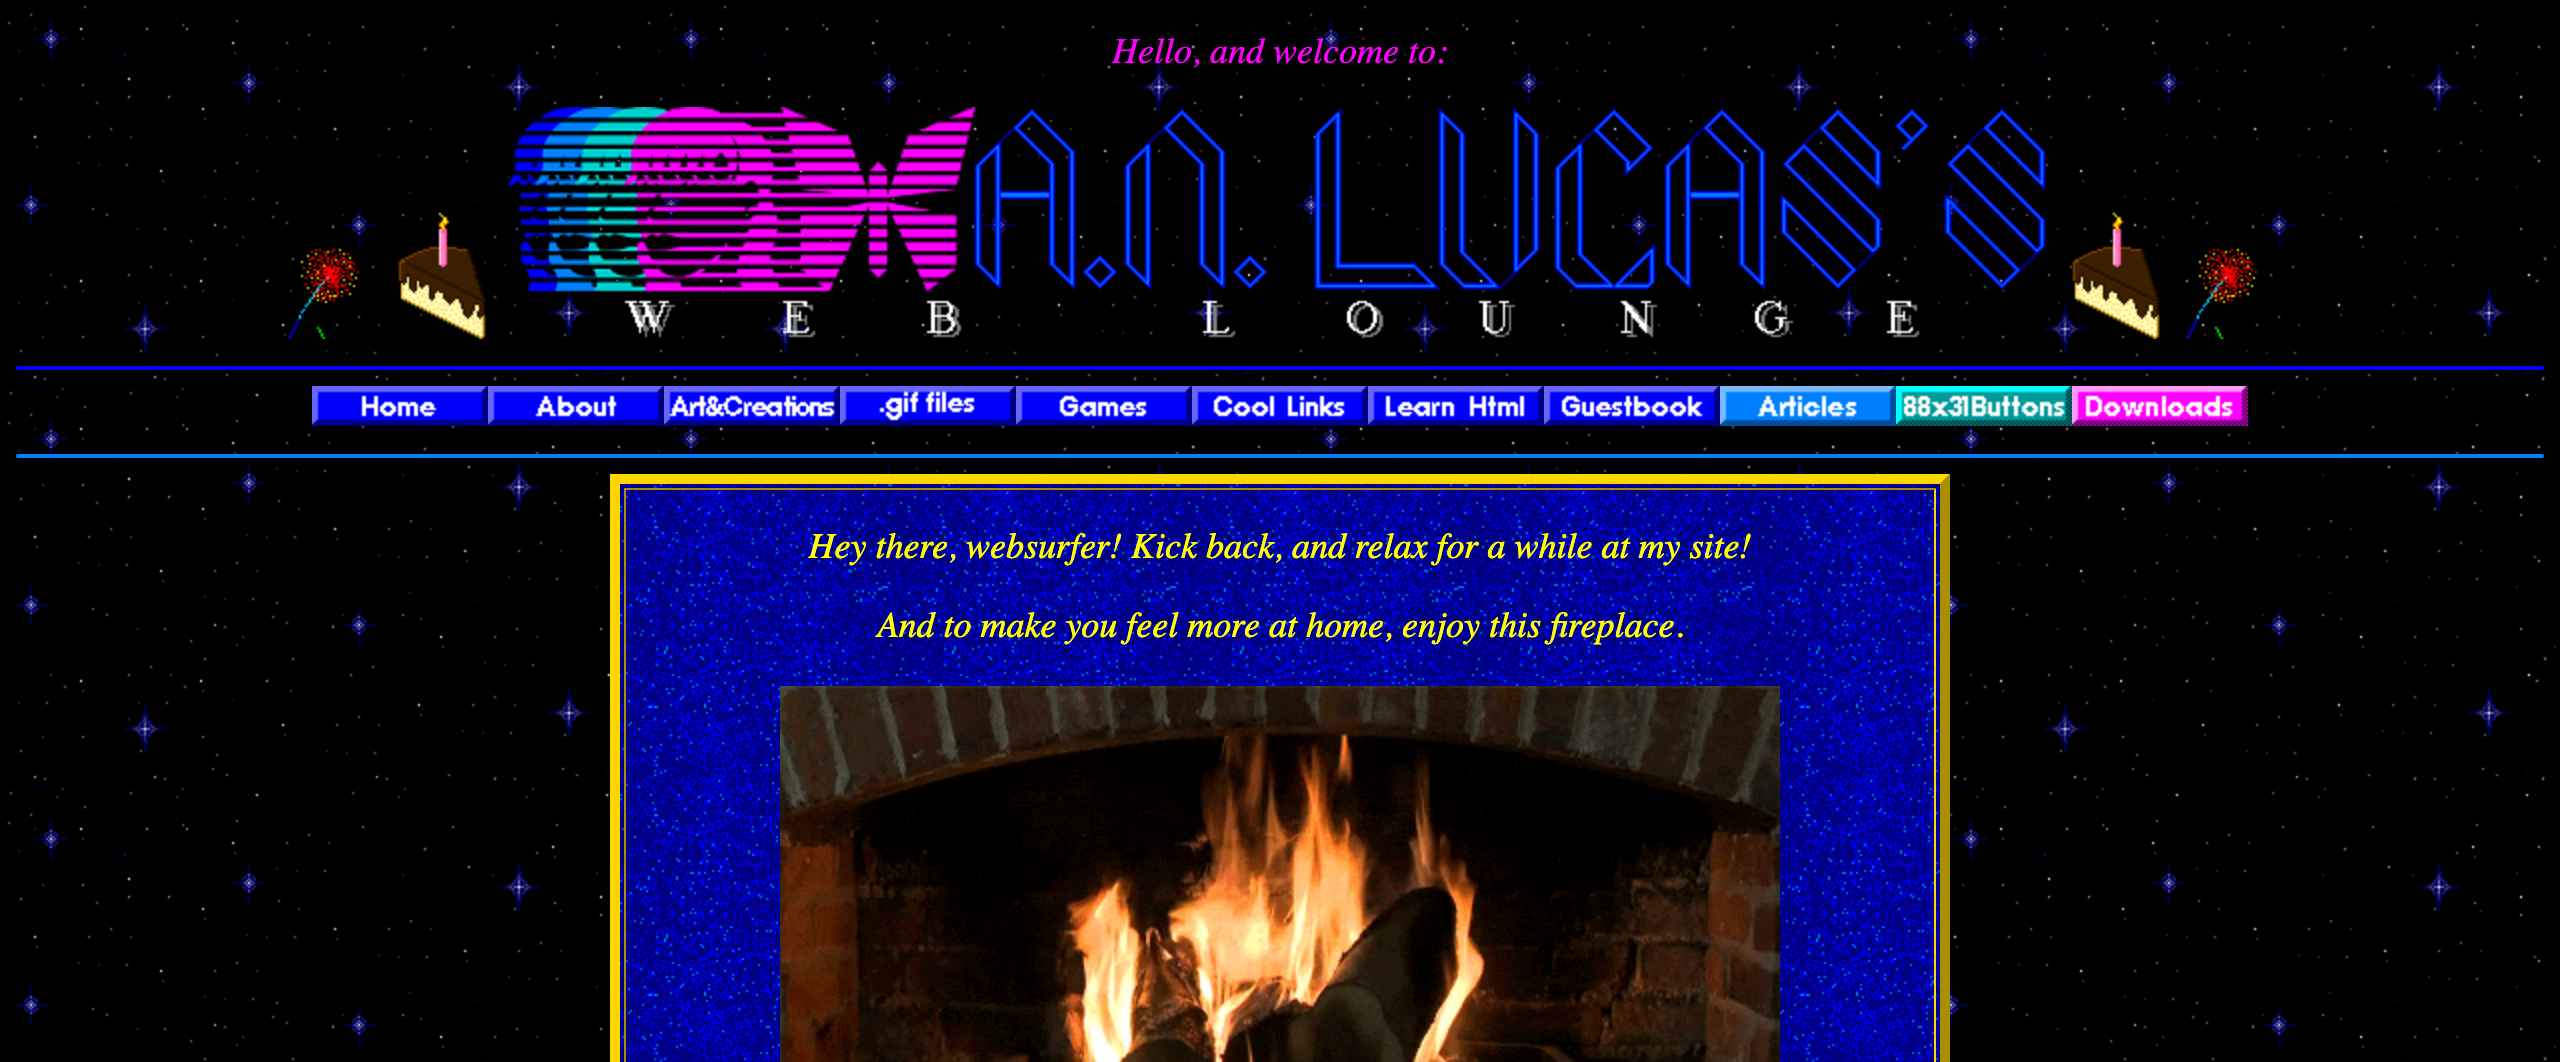 Hello, and welcome to:
A.N. LUCAS'S
WEB LOUNGE
Home About Art&Creations .gif files Games Cool Links Learn Html Guestbook Articles 88x31Buttons Downloads
Hey there, websurfer! Kick back, and relax for a while at my site!
And to make you feel more at home, enjoy this fireplace.